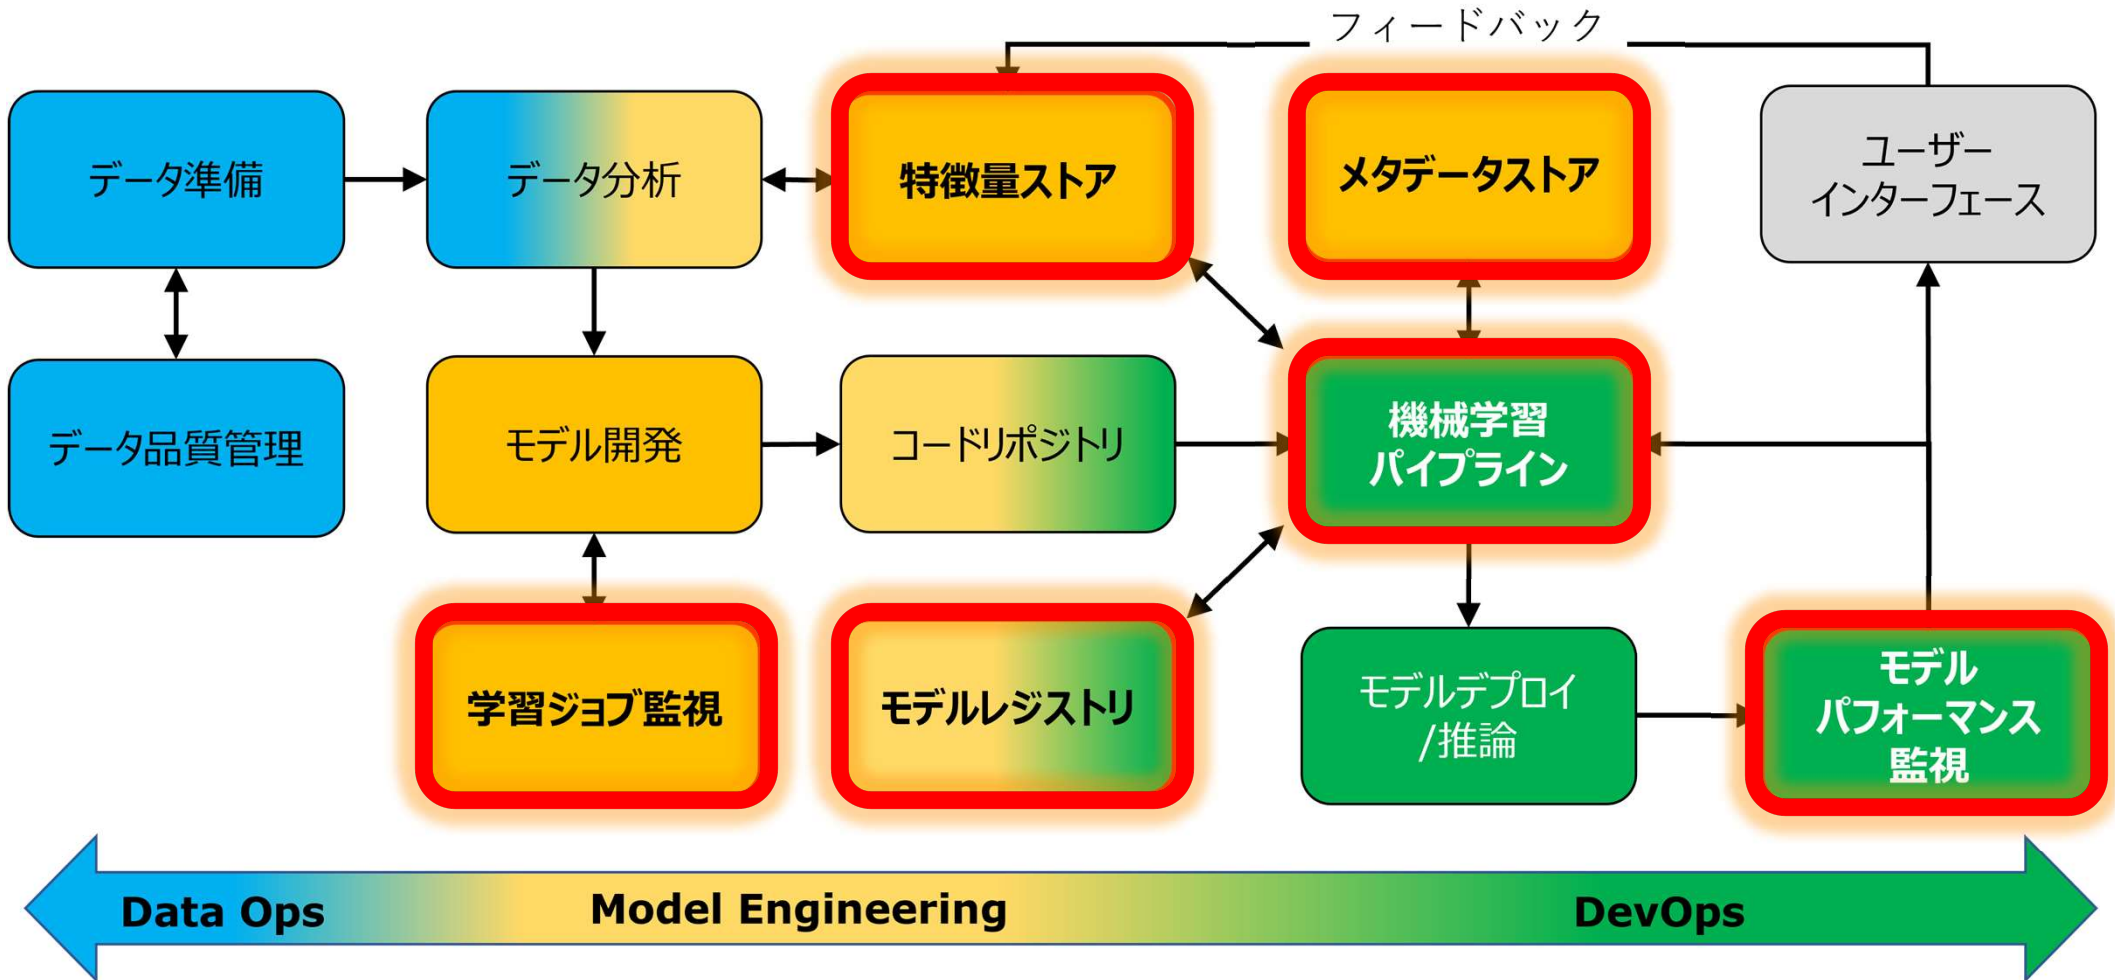 フィードバック
データ準備
データ分析
特徴量ストア
メタデータストア
ユーザー
インターフェース
データ品質管理
モデル開発
コードリポジトリ
機械学習
パイプライン
学習ジョブ監視
モデルレジストリ
モデルデプロイ
/推論
モデル
パフォーマンス
監視
Data Ops
Model Engineering
DevOps